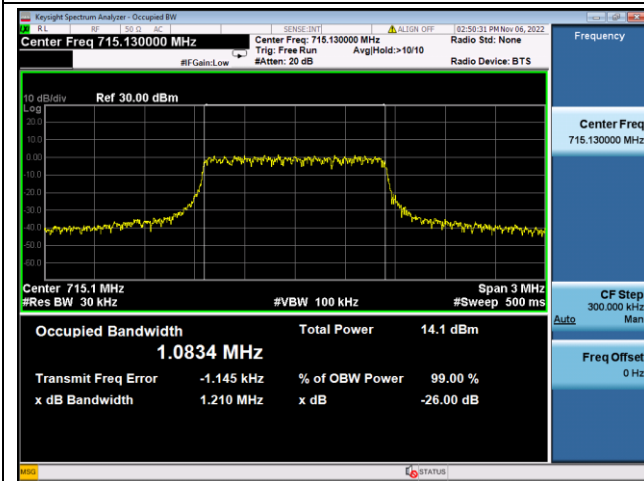 Keysight Spectrum Analyzer - Occupied BW
RL RF 50 Ω AC SENSE:INT ALIGN OFF 02:50:31 PM Nov 06, 2022
Center Freq 715.130000 MHz Center Freq: 715.130000 MHz Radio Std: None
Trig: Free Run Avg|Hold:>10/10
#IFGain:Low #Atten: 20 dB Radio Device: BTS
Frequency
10 dB/div Ref 30.00 dBm
Log
20.0
10.0
0.00
-10.0
-20.0
-30.0
-40.0
-50.0
-60.0
Center 715.1 MHz Span 3 MHz
#Res BW 30 kHz #VBW 100 kHz #Sweep 500 ms
Occupied Bandwidth Total Power 14.1 dBm
1.0834 MHz
Transmit Freq Error -1.145 kHz % of OBW Power 99.00 %
x dB Bandwidth 1.210 MHz x dB -26.00 dB
Center Freq
715.130000 MHz
CF Step
300.000 kHz
Auto Man
Freq Offset
0 Hz
MSG STATUS